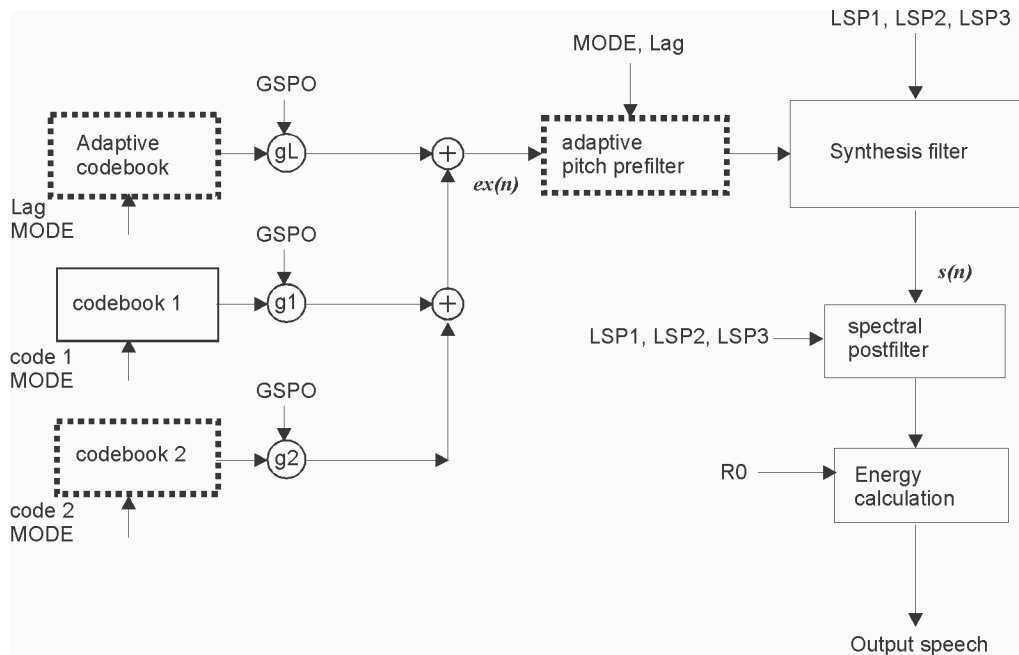 LSP1, LSP2, LSP3
MODE, Lag
GSPO
Adaptive
codebook
gL
+
ex(n)
adaptive
pitch prefilter
Synthesis filter
Lag
MODE
GSPO
codebook 1
g1
+
s(n)
code 1
MODE
LSP1, LSP2, LSP3
spectral
postfilter
GSPO
codebook 2
g2
R0
Energy
calculation
code 2
MODE
Output speech